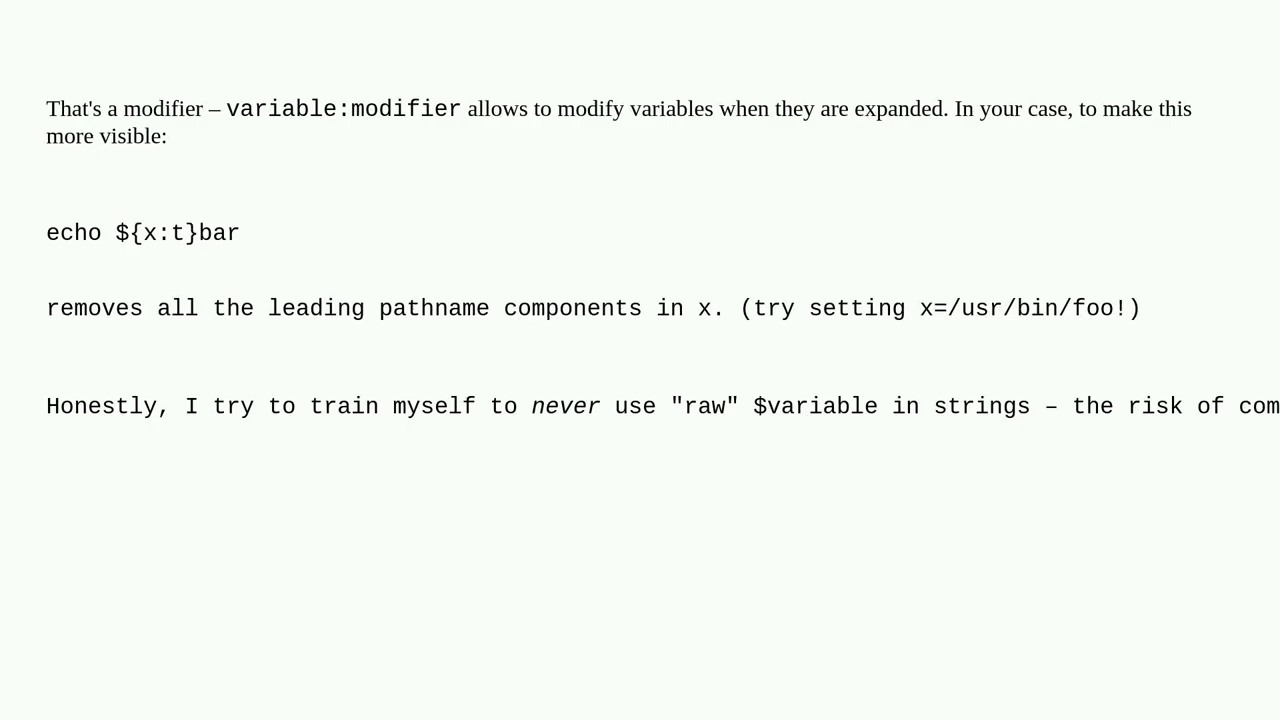 That's a modifier – variable:modifier allows to modify variables when they are expanded. In your case, to make this
more visible:
echo ${x:t}bar
removes all the leading pathname components in x. (try setting x=/usr/bin/foo!)
Honestly, I try to train myself to never use "raw" $variable in strings – the risk of com